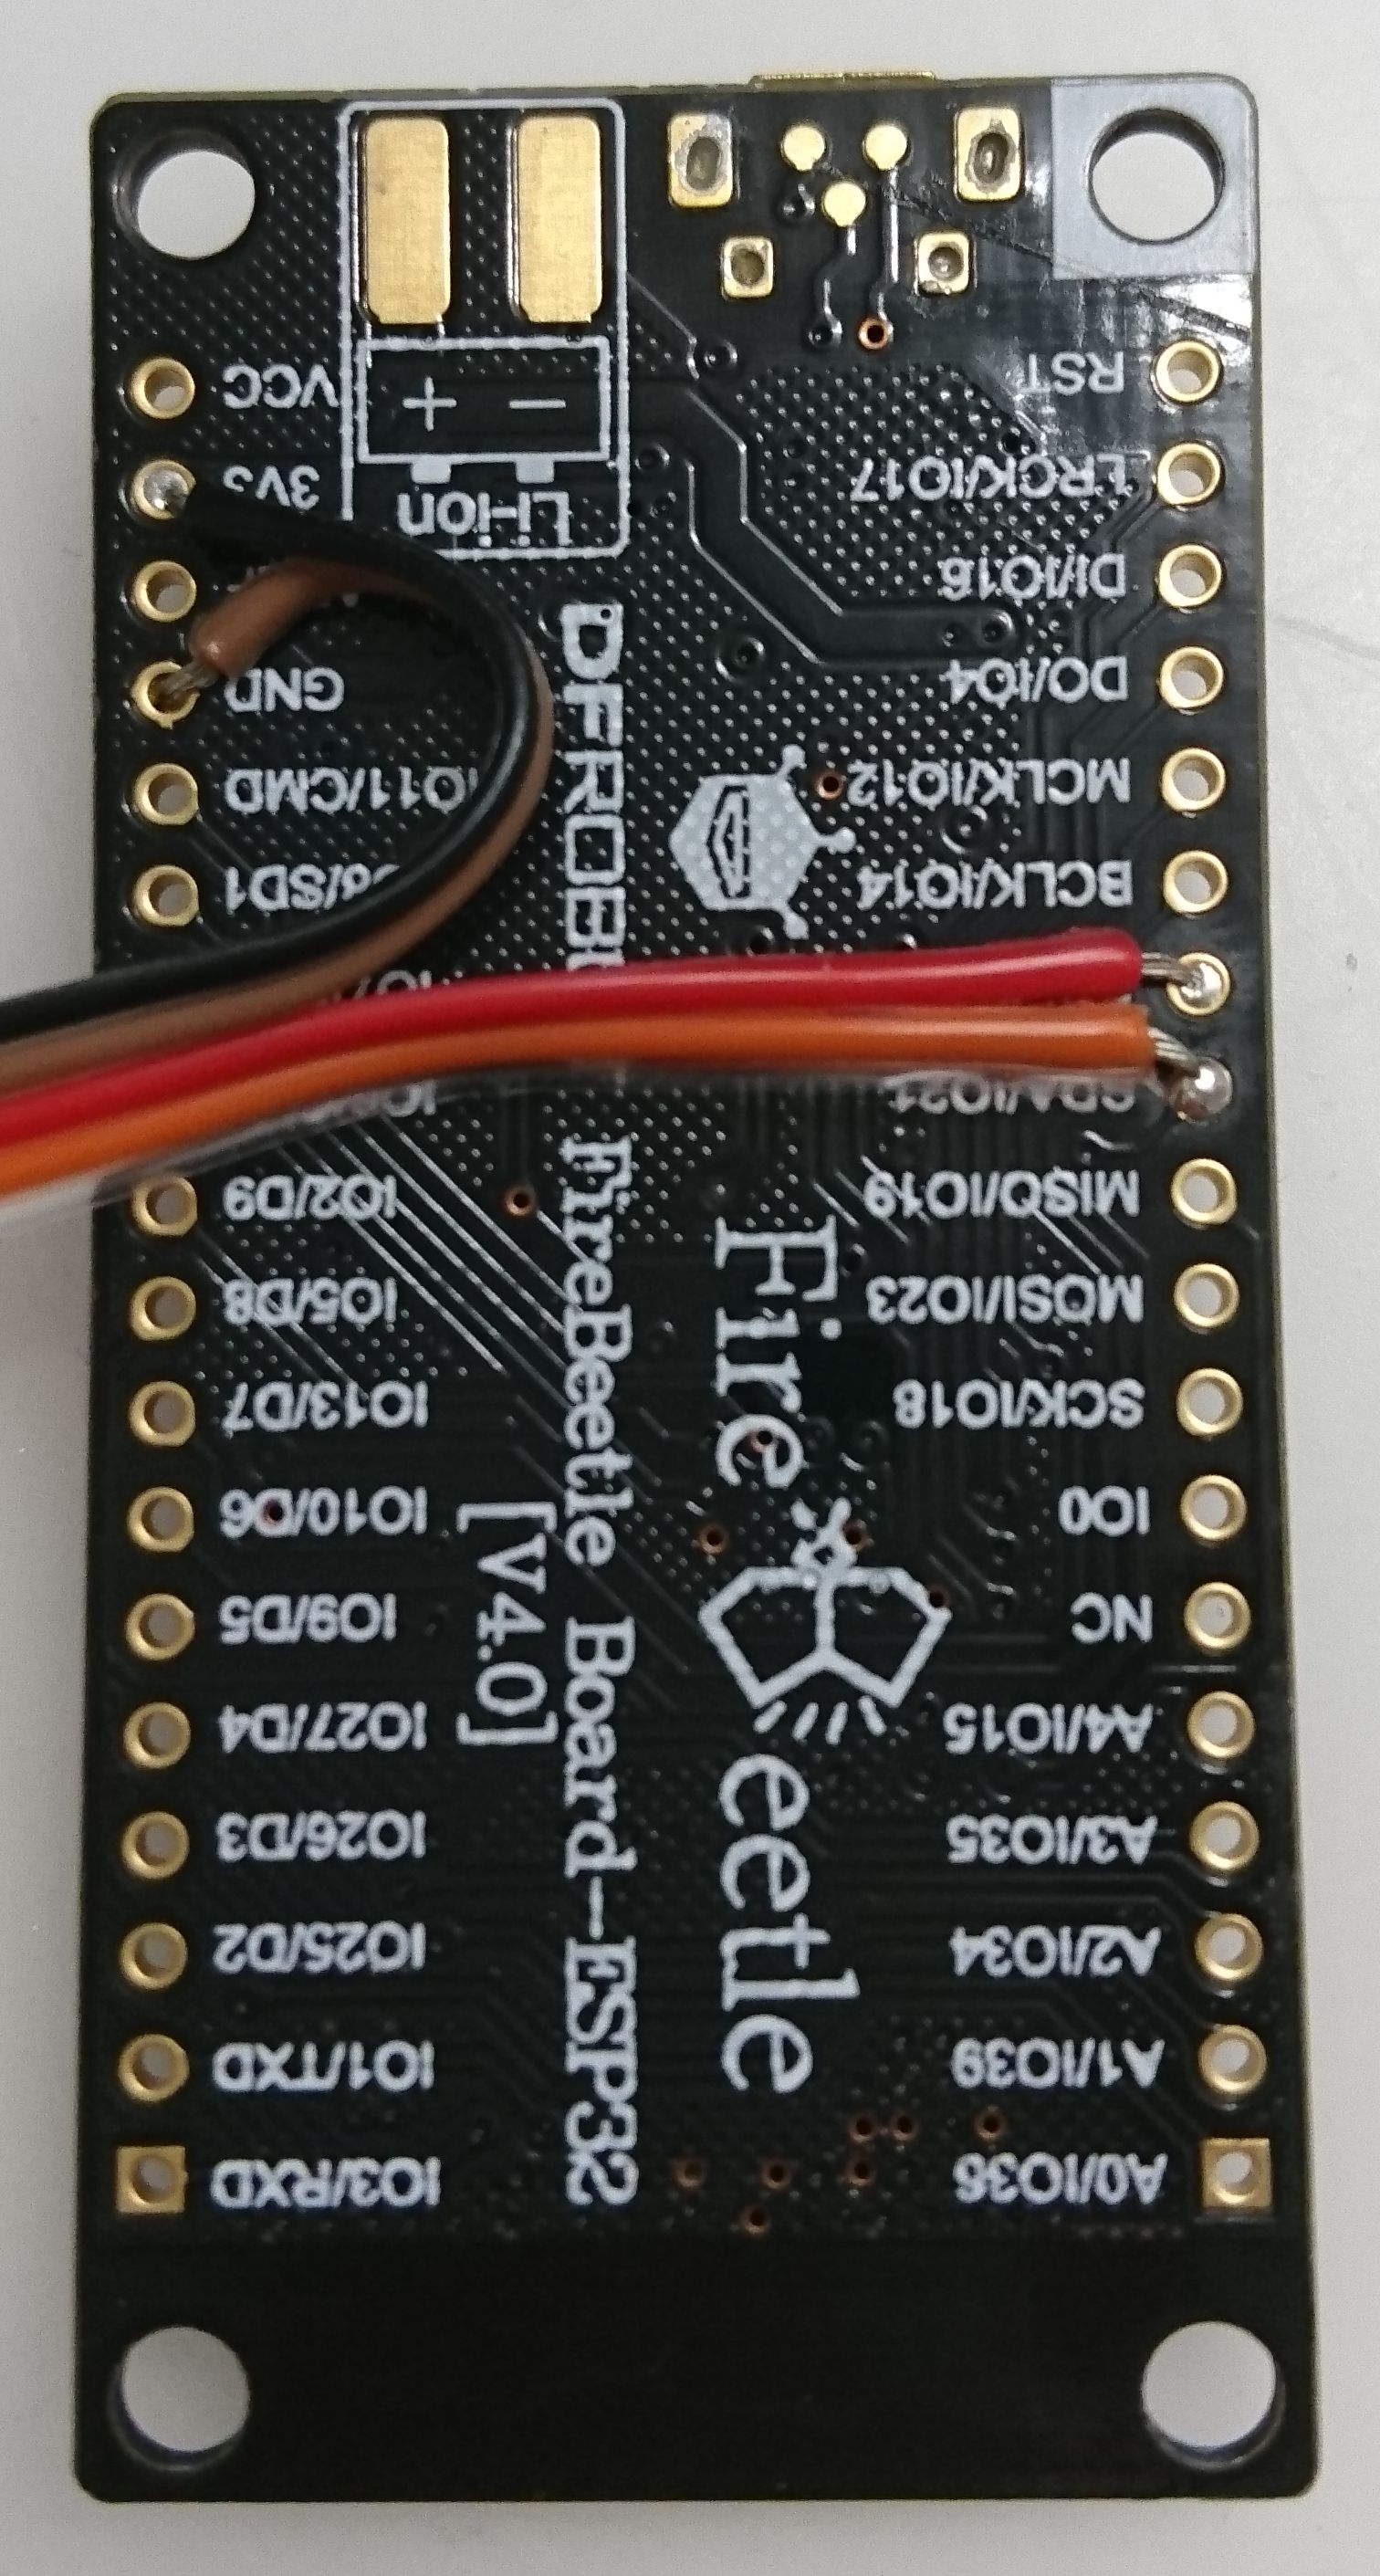 VCC
3V3
GND
IO11/CMD
/SD1
IO2/D9
IO5/D8
IO13/D7
IO10/D6
IO9/D5
IO27/D4
IO26/D3
IO25/D2
IO1/TXD
IO3/RXD
+ -
Li-ion
FireBeetle Board-ESP32
[V4.0]
Fire eetle
RST
LRCK/IO17
DI/IO16
DO/IO4
MCLK/IO12
BCLK/IO14
SDA/IO21
MISO/IO19
MOSI/IO23
SCK/IO18
IO0
NC
A4/IO15
A3/IO35
A2/IO34
A1/IO39
A0/IO36